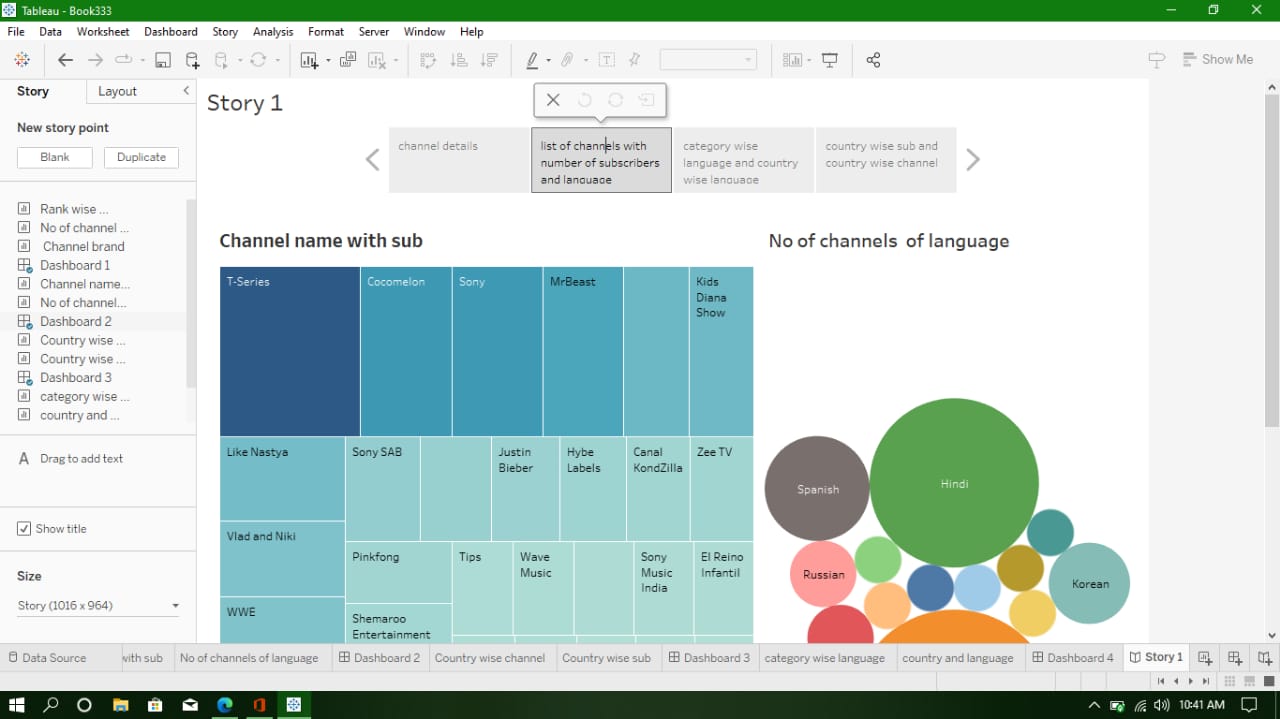 Tableau - Book333
File Data Worksheet Dashboard Story Analysis Format Server Window Help
Show Me
Story Layout
New story point
Blank Duplicate
Rank wise ...
No of channel ...
Channel brand
Dashboard 1
Channel name...
No of channel...
Dashboard 2
Country wise ...
Country wise ...
Dashboard 3
category wise ...
country and ...
A Drag to add text
Show title
Size
Story (1016 x 964)
Story 1
channel details
list of channels with
number of subscribers
and language
category wise
language and country
wise language
country wise sub and
country wise channel
Channel name with sub
T-Series
Cocomelon
Sony
MrBeast
Kids
Diana
Show
Like Nastya
Sony SAB
Justin
Bieber
Hybe
Labels
Canal
KondZilla
Zee TV
Vlad and Niki
Pinkfong
Tips
Wave
Music
Sony
Music
India
El Reino
Infantil
WWE
Shemaroo
Entertainment
No of channels of language
Spanish
Hindi
Russian
Korean
Data Source with sub No of channels of language Dashboard 2 Country wise channel Country wise sub Dashboard 3 category wise language country and language Dashboard 4 Story 1
10:41 AM